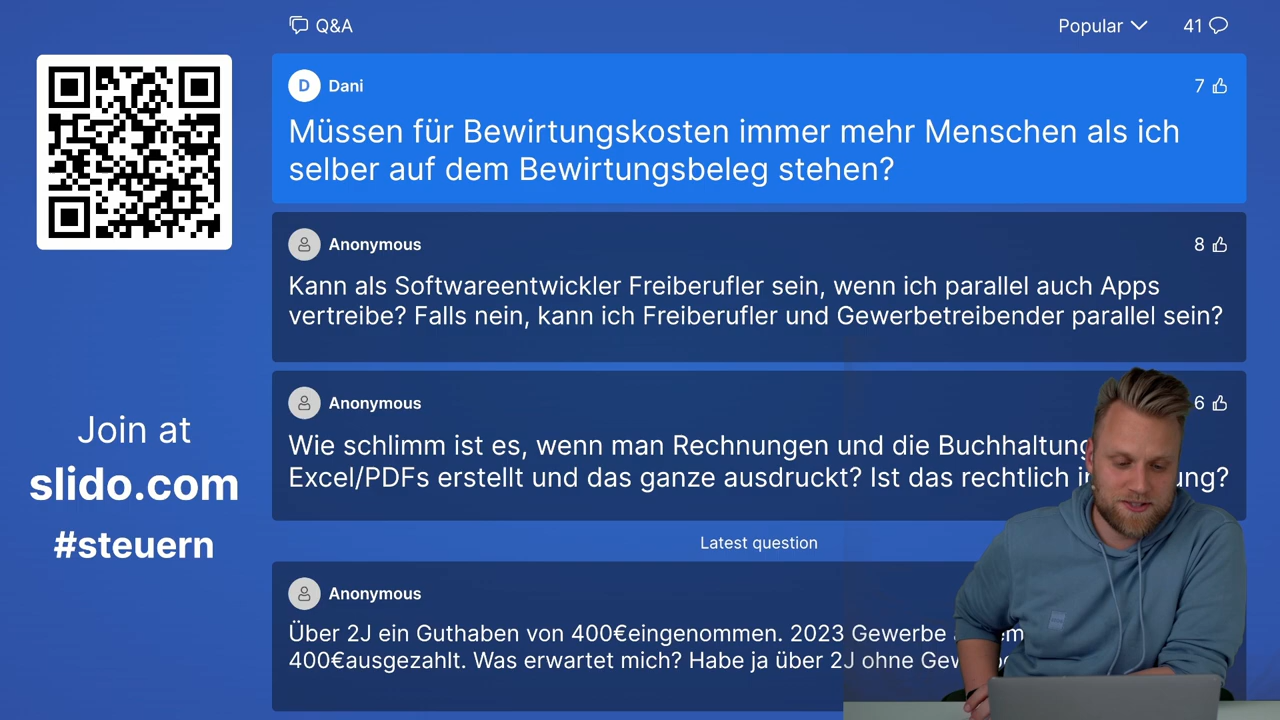 Q&A
Popular
41
D Dani
7
Müssen für Bewirtungskosten immer mehr Menschen als ich
selber auf dem Bewirtungsbeleg stehen?
Anonymous
8
Kann als Softwareentwickler Freiberufler sein, wenn ich parallel auch Apps
vertreibe? Falls nein, kann ich Freiberufler und Gewerbetreibender parallel sein?
Anonymous
6
Wie schlimm ist es, wenn man Rechnungen und die Buchhaltung
Excel/PDFs erstellt und das ganze ausdruckt? Ist das rechtlich
Latest question
Anonymous
Über 2J ein Guthaben von 400€eingenommen. 2023 Gewerbe
400€ausgezahlt. Was erwartet mich? Habe ja über 2J ohne
Join at
slido.com
#steuern